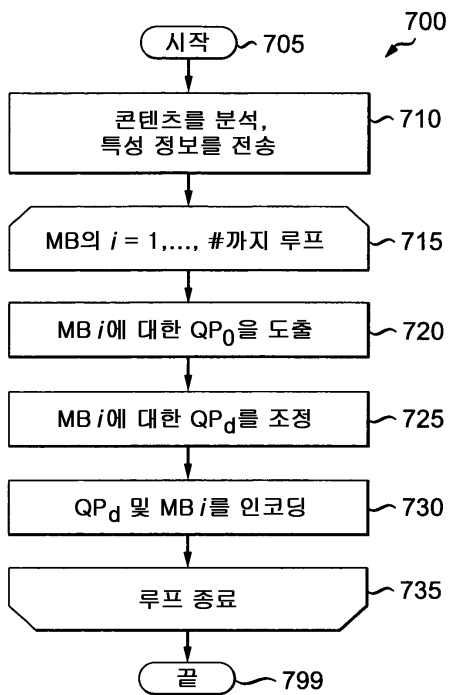 700
시작 705
콘텐츠를 분석,
특성 정보를 전송 710
MB의 i = 1,..., #까지 루프 715
MB i에 대한 QP0을 도출 720
MB i에 대한 QPd를 조정 725
QPd 및 MB i를 인코딩 730
루프 종료 735
끝 799